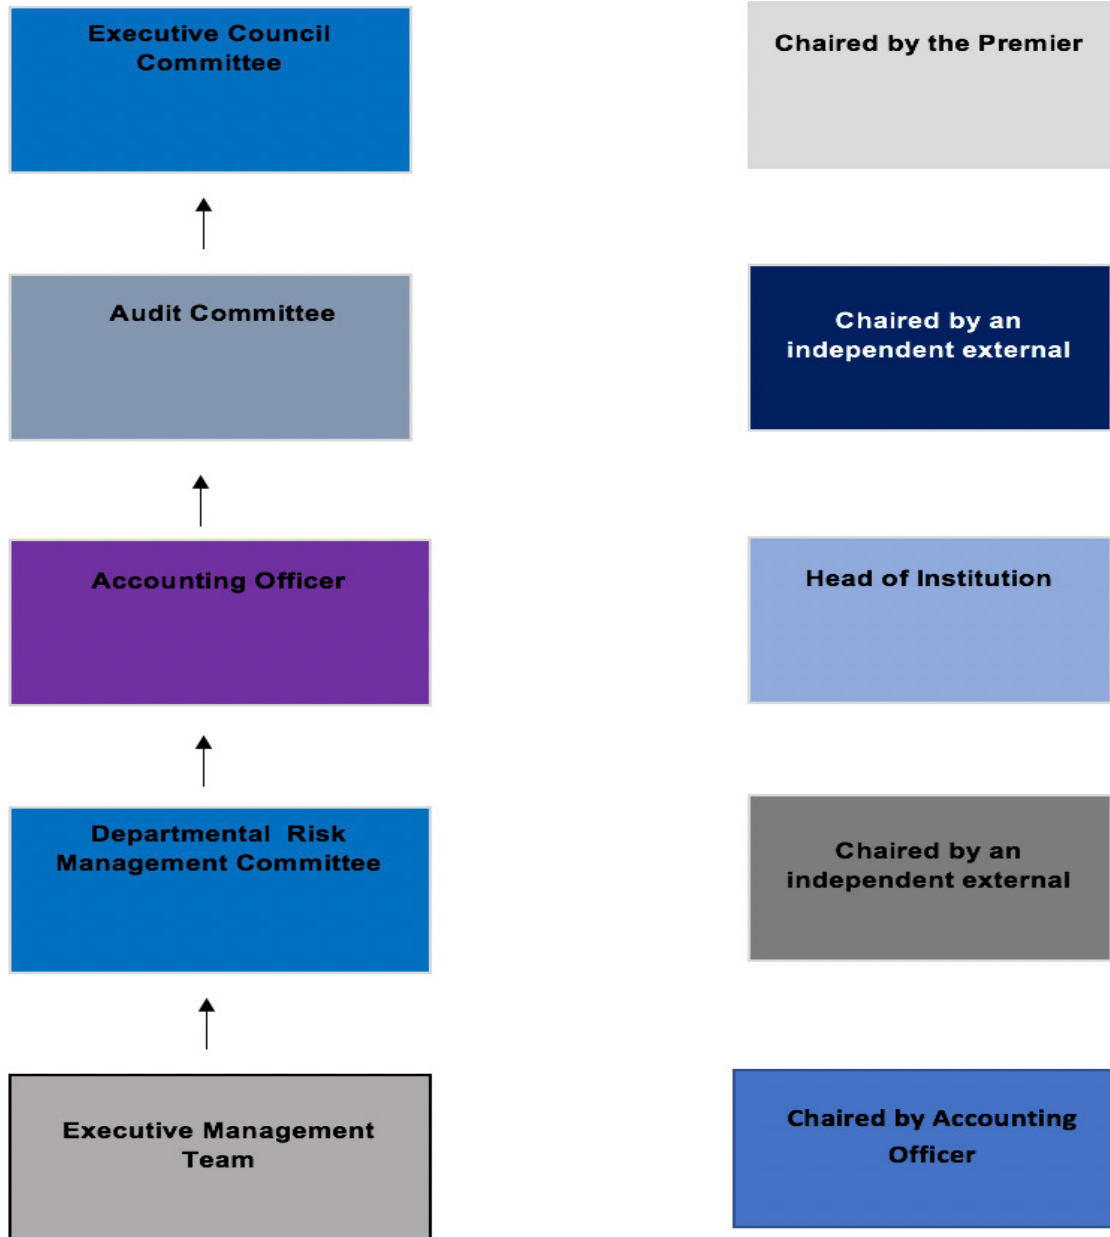 Executive Council
Committee
Chaired by the Premier
Audit Committee
Chaired by an
independent external
Accounting Officer
Head of Institution
Departmental Risk
Management Committee
Chaired by an
independent external
Executive Management
Team
Chaired by Accounting
Officer